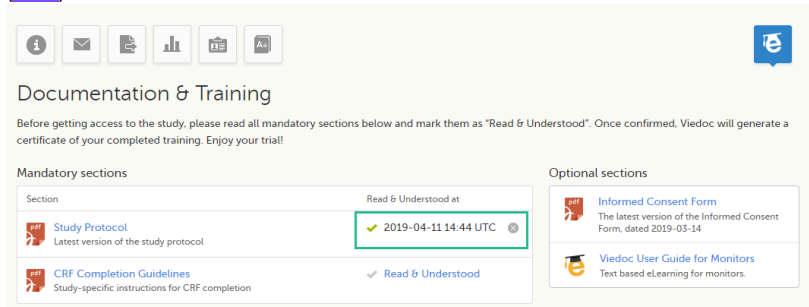 Documentation & Training
Before getting access to the study, please read all mandatory sections below and mark them as “Read & Understood”. Once confirmed, Viedoc will generate a
certificate of your completed training. Enjoy your trial!
Mandatory sections
Section Read & Understood at
pdf Study Protocol
Latest version of the study protocol
2019-04-11 14:44 UTC
pdf CRF Completion Guidelines
Study-specific instructions for CRF completion
Read & Understood
Optional sections
pdf Informed Consent Form
The latest version of the Informed Consent
Form, dated 2019-03-14
Viedoc User Guide for Monitors
Text based eLearning for monitors.